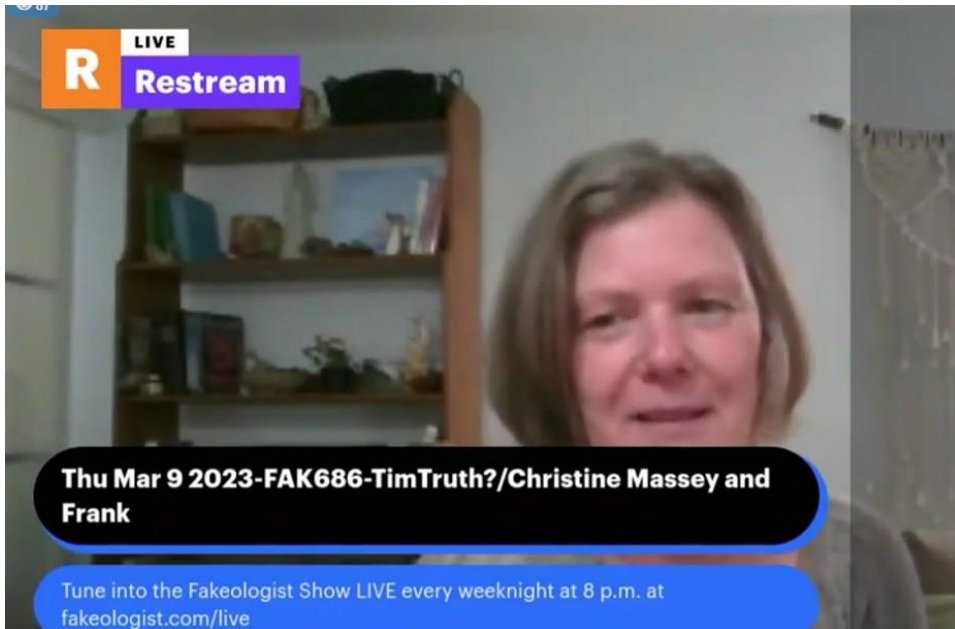 R
LIVE
Restream
Thu Mar 9 2023-FAK686-TimTruth?/Christine Massey and
Frank
Tune into the Fakeologist Show LIVE every weeknight at 8 p.m. at
fakeologist.com/live